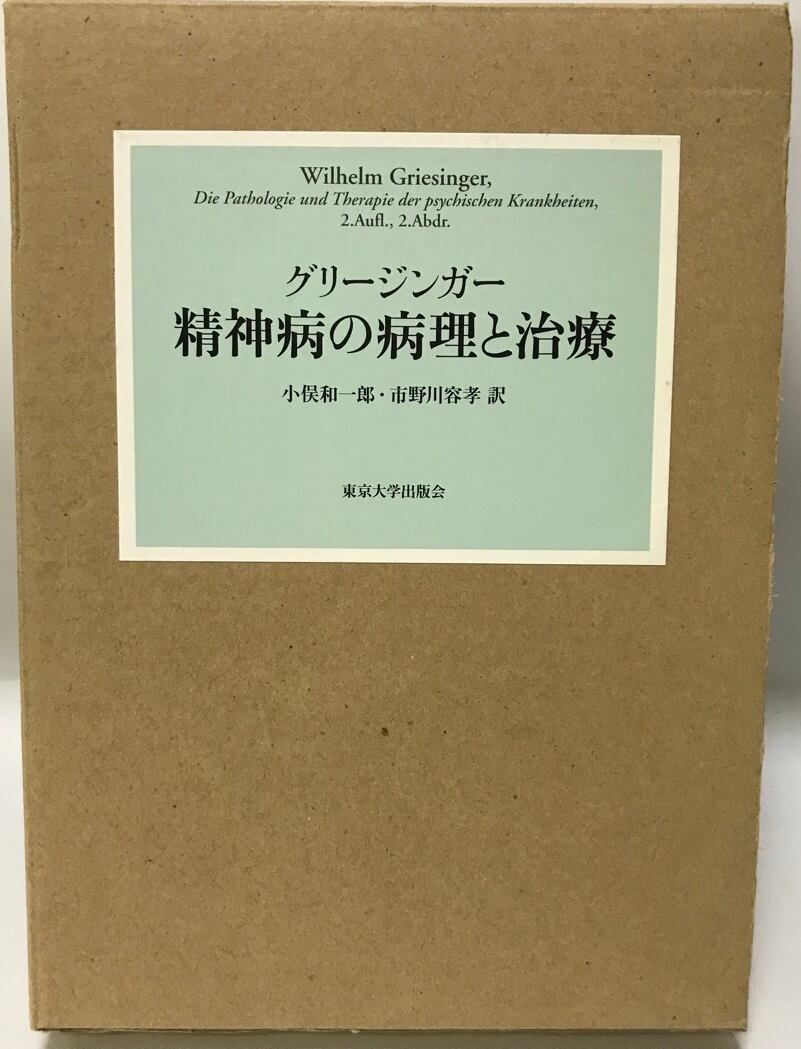 Wilhelm Griesinger,
Die Pathologie und Therapie der psychischen Krankheiten,
2.Aufl., 2.Abdr.
グリージンガー
精神病の病理と治療
小俣和一郎・市野川容孝 訳
東京大学出版会